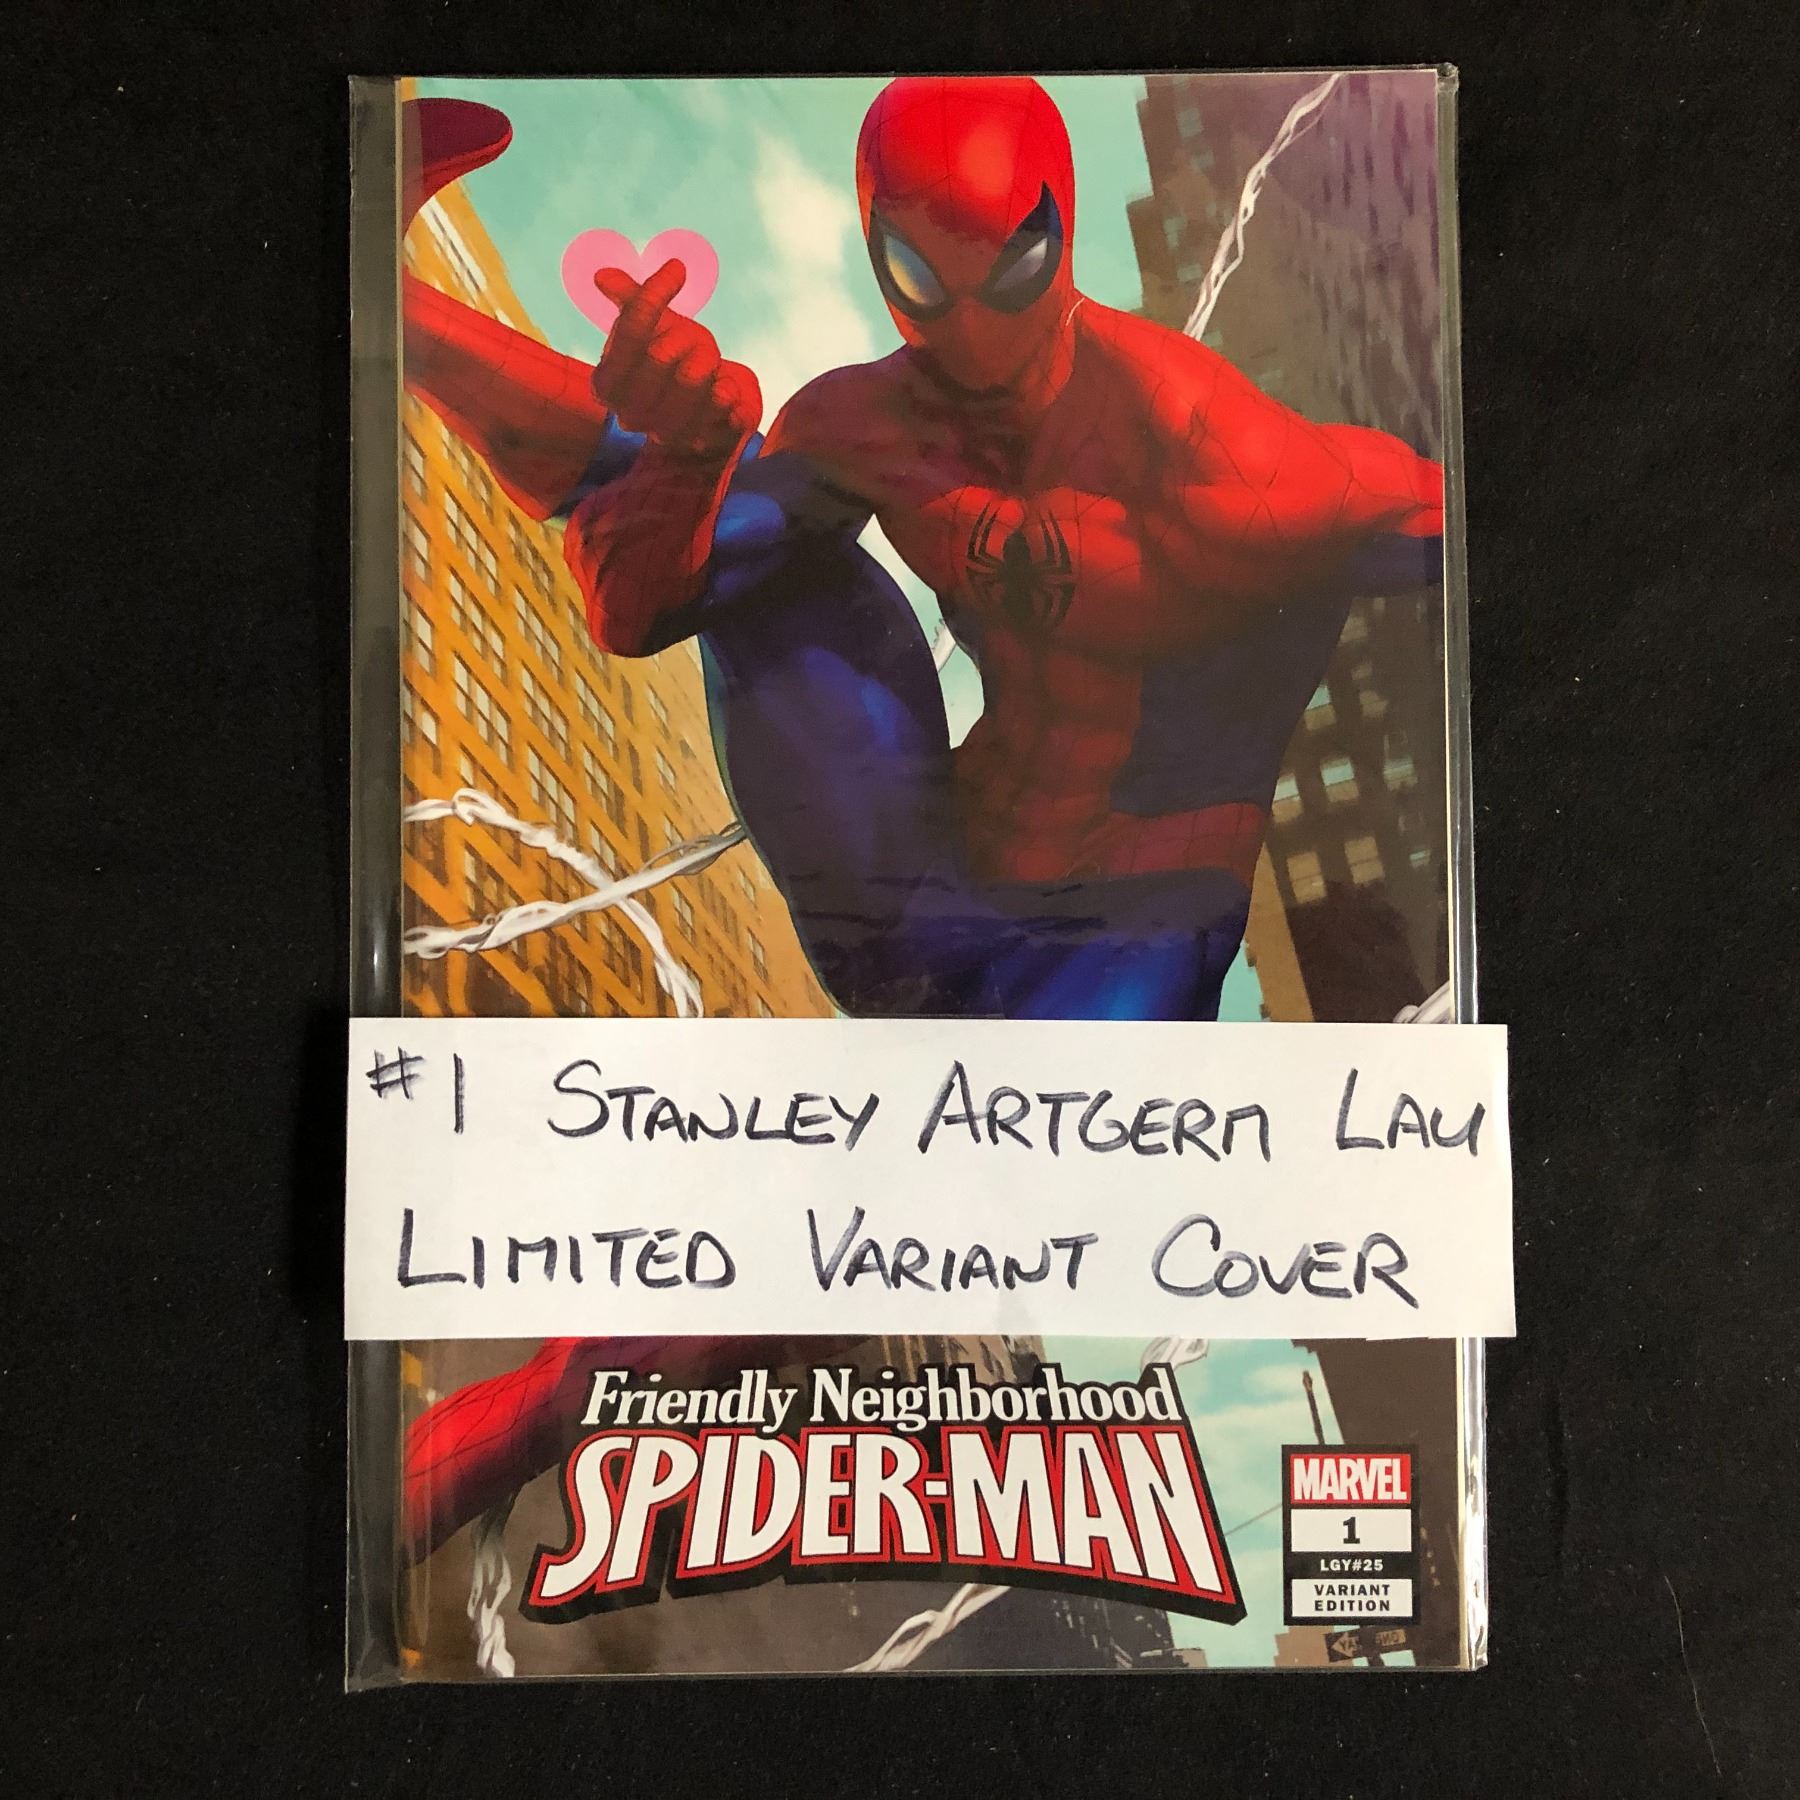 #1 STANLEY ARTGERM LAU
LIMITED VARIANT COVER
Friendly Neighborhood
SPIDER-MAN
MARVEL
1
LGY#25
VARIANT
EDITION